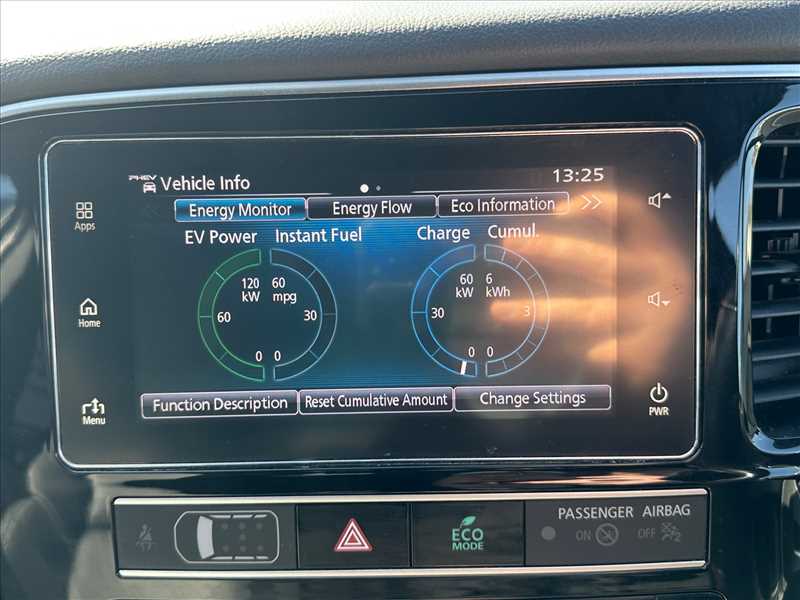 PHEV Vehicle Info 13:25
Energy Monitor Energy Flow Eco Information >>
Apps
EV Power Instant Fuel Charge Cumul.
120 kW 60 mpg
60 30
0 0
60 kW 6 kWh
30 3
0 0
Home
Menu
Function Description Reset Cumulative Amount Change Settings
PWR
ECO MODE
PASSENGER AIRBAG
ON OFF